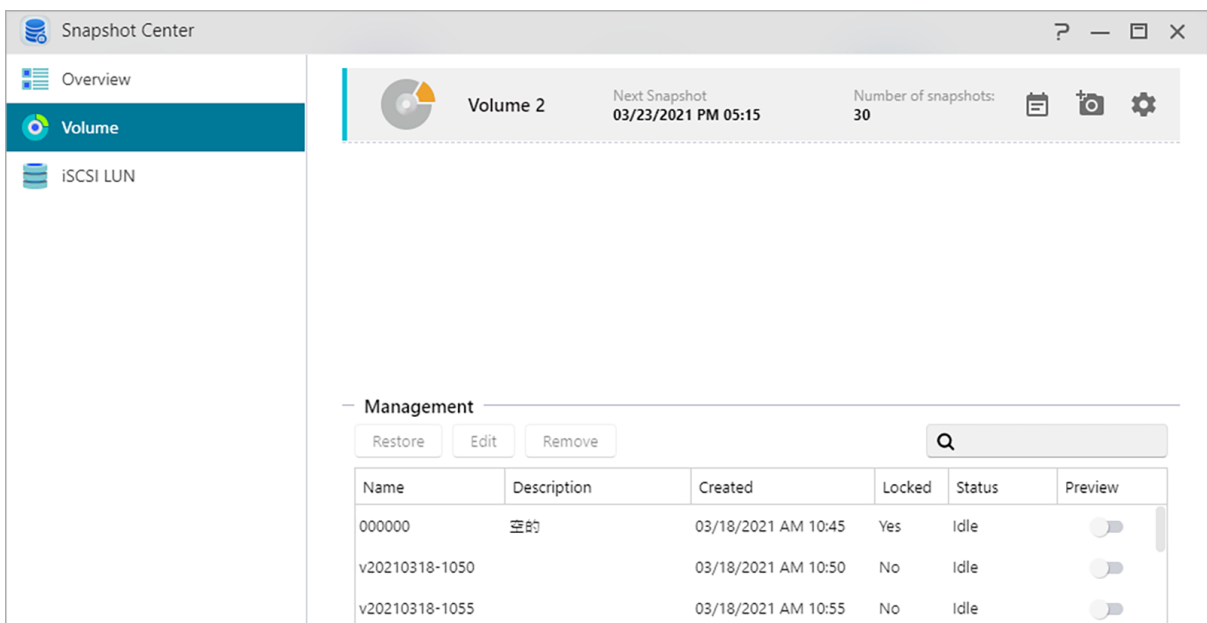 Snapshot Center
Overview
Volume
iSCSI LUN
Volume 2
Next Snapshot
03/23/2021 PM 05:15
Number of snapshots:
30
Management
Restore Edit Remove
Name Description Created Locked Status Preview
000000 空的 03/18/2021 AM 10:45 Yes Idle
v20210318-1050 03/18/2021 AM 10:50 No Idle
v20210318-1055 03/18/2021 AM 10:55 No Idle